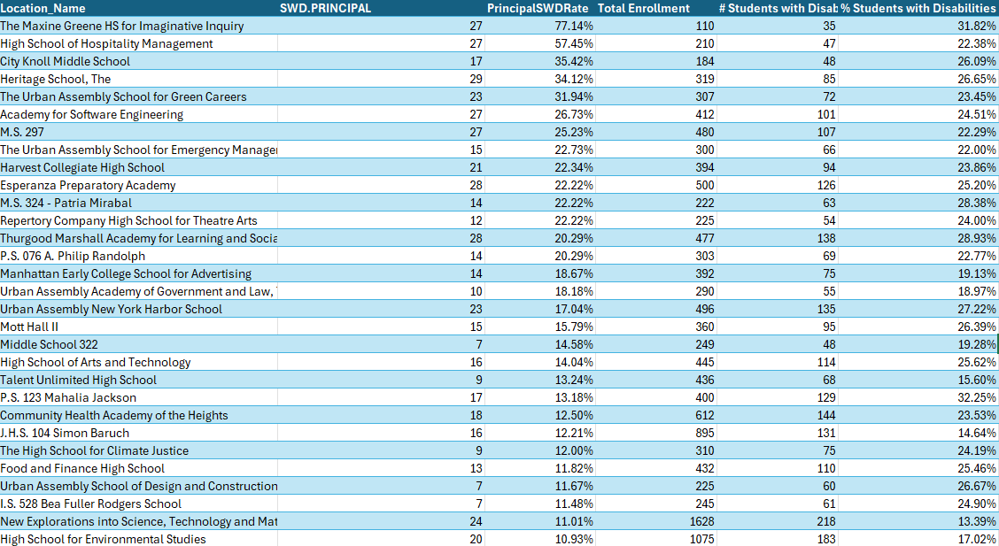 Location_Name SWD.PRINCIPAL PrincipalSWDRate Total Enrollment # Students with Disab % Students with Disabilities
The Maxine Greene HS for Imaginative Inquiry 27 77.14% 110 35 31.82%
High School of Hospitality Management 27 57.45% 210 47 22.38%
City Knoll Middle School 17 35.42% 184 48 26.09%
Heritage School, The 29 34.12% 319 85 26.65%
The Urban Assembly School for Green Careers 23 31.94% 307 72 23.45%
Academy for Software Engineering 27 26.73% 412 101 24.51%
M.S. 297 27 25.23% 480 107 22.29%
The Urban Assembly School for Emergency Manage 15 22.73% 300 66 22.00%
Harvest Collegiate High School 21 22.34% 394 94 23.86%
Esperanza Preparatory Academy 28 22.22% 500 126 25.20%
M.S. 324 - Patria Mirabal 14 22.22% 222 63 28.38%
Repertory Company High School for Theatre Arts 12 22.22% 225 54 24.00%
Thurgood Marshall Academy for Learning and Socia 28 20.29% 477 138 28.93%
P.S. 076 A. Philip Randolph 14 20.29% 303 69 22.77%
Manhattan Early College School for Advertising 14 18.67% 392 75 19.13%
Urban Assembly Academy of Government and Law, 10 18.18% 290 55 18.97%
Urban Assembly New York Harbor School 23 17.04% 496 135 27.22%
Mott Hall II 15 15.79% 360 95 26.39%
Middle School 322 7 14.58% 249 48 19.28%
High School of Arts and Technology 16 14.04% 445 114 25.62%
Talent Unlimited High School 9 13.24% 436 68 15.60%
P.S. 123 Mahalia Jackson 17 13.18% 400 129 32.25%
Community Health Academy of the Heights 18 12.50% 612 144 23.53%
J.H.S. 104 Simon Baruch 16 12.21% 895 131 14.64%
The High School for Climate Justice 9 12.00% 310 75 24.19%
Food and Finance High School 13 11.82% 432 110 25.46%
Urban Assembly School of Design and Construction 7 11.67% 225 60 26.67%
I.S. 528 Bea Fuller Rodgers School 7 11.48% 245 61 24.90%
New Explorations into Science, Technology and Mat 24 11.01% 1628 218 13.39%
High School for Environmental Studies 20 10.93% 1075 183 17.02%